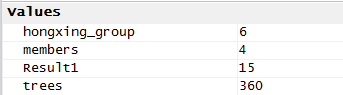 Values
hongxing_group 6
members 4
Result1 15
trees 360